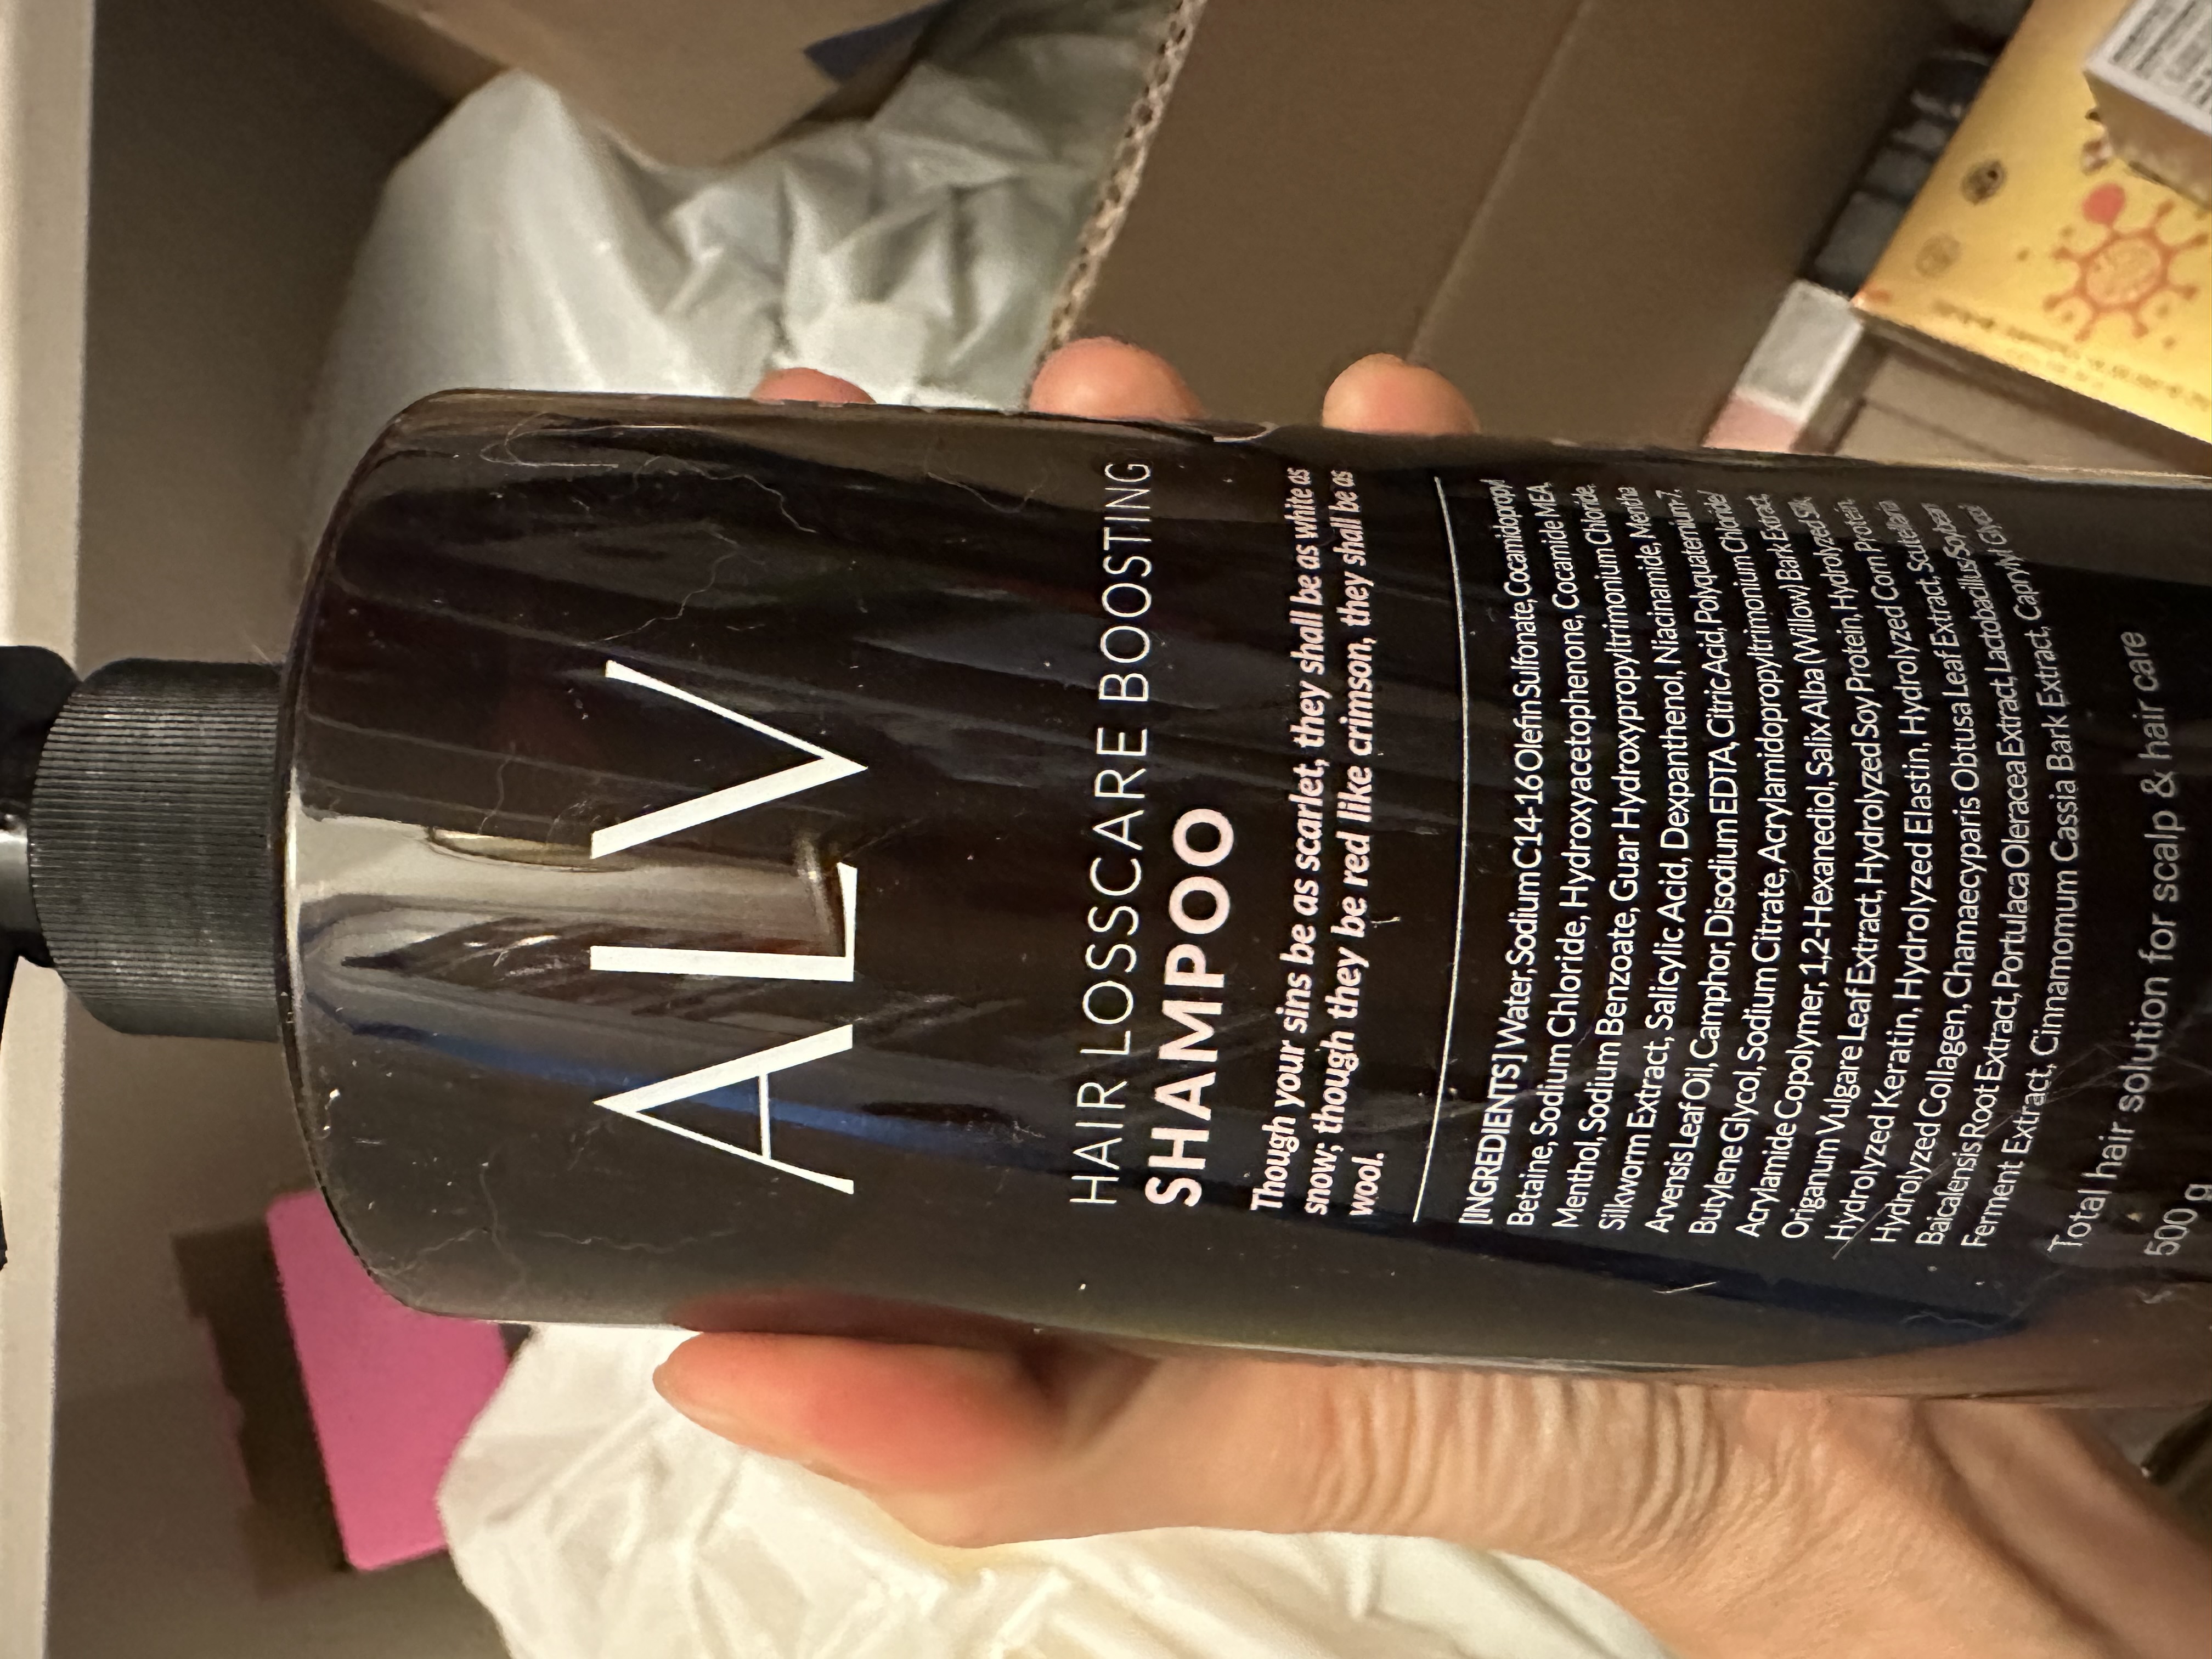 ALV
HAIR LOSSCARE BOOSTING
SHAMPOO
Though your sins be as scarlet, they shall be as white as
snow; though they be red like crimson, they shall be as
wool.
[INGREDIENTS] Water, Sodium C14-16 Olefin Sulfonate, Cocamidopropyl
Betaine, Sodium Chloride, Hydroxyacetophenone, Cocamide MEA,
Menthol, Sodium Benzoate, Guar Hydroxypropyltrimonium Chloride,
Silkworm Extract, Salicylic Acid, Dexpanthenol, Niacinamide, Mentha
Arvensis Leaf Oil, Camphor, Disodium EDTA, Citric Acid, Polyquaternium-7,
Butylene Glycol, Sodium Citrate, Acrylamidopropyltrimonium Chloride/
Acrylamide Copolymer, 1,2-Hexanediol, Salix Alba (Willow) Bark Extract,
Origanum Vulgare Leaf Extract, Hydrolyzed Soy Protein, Hydrolyzed Silk,
Hydrolyzed Keratin, Hydrolyzed Elastin, Hydrolyzed Corn Protein,
Hydrolyzed Collagen, Chamaecyparis Obtusa Leaf Extract, Scutellaria
Baicalensis Root Extract, Portulaca Oleracea Extract, Lactobacillus/Soybean
Ferment Extract, Cinnamomum Cassia Bark Extract, Caprylyl Glycol
Total hair solution for scalp & hair care
500 g